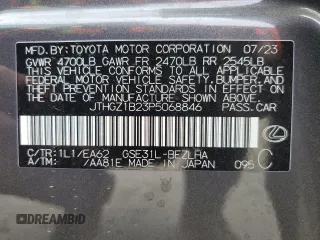 MFD.BY:TOYOTA MOTOR CORPORATION 07/23
GVWR 4700LB GAWR FR 2470LB RR 2545LB
THIS VEHICLE CONFORMS TO ALL APPLICABLE
FEDERAL MOTOR VEHICLE SAFETY, BUMPER, AND
THEFT PREVENTION STANDARDS IN EFFECT ON
THE DATE OF MANUFACTURE SHOWN ABOVE.
JTHGZ1B23P5068846 PASS.CAR
C/TR:1L1/EA62 GSE31L-BEZLHA
A/TM: /AA81E MADE IN JAPAN 095 C
DREAMBID